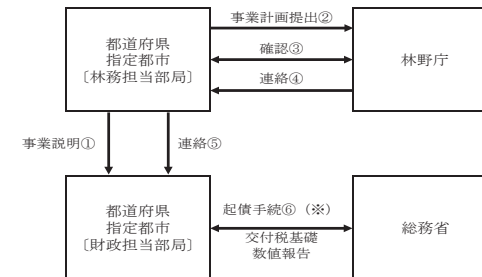 事業計画提出②
都道府県
指定都市
〔林務担当部局〕
確認③
林野庁
連絡④
事業説明①
連絡⑤
都道府県
指定都市
〔財政担当部局〕
起債手続⑥（※）
総務省
交付税基礎
数値報告